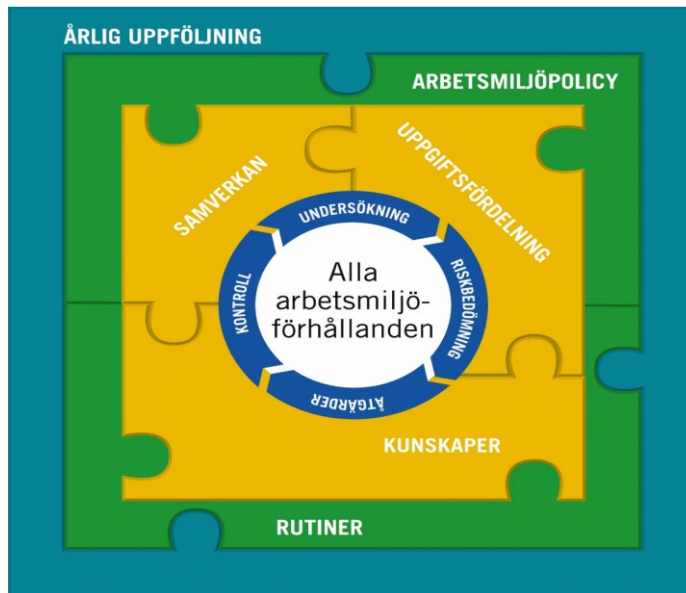 ÅRLIG UPPFÖLJNING
ARBETSMILJÖPOLICY
SAMVERKAN
UPPGIFTSFÖRDELNING
UNDERSÖKNING
RISKBEDÖMNING
ÅTGÄRDER
KONTROLL
Alla
arbetsmiljö-
förhållanden
KUNSKAPER
RUTINER